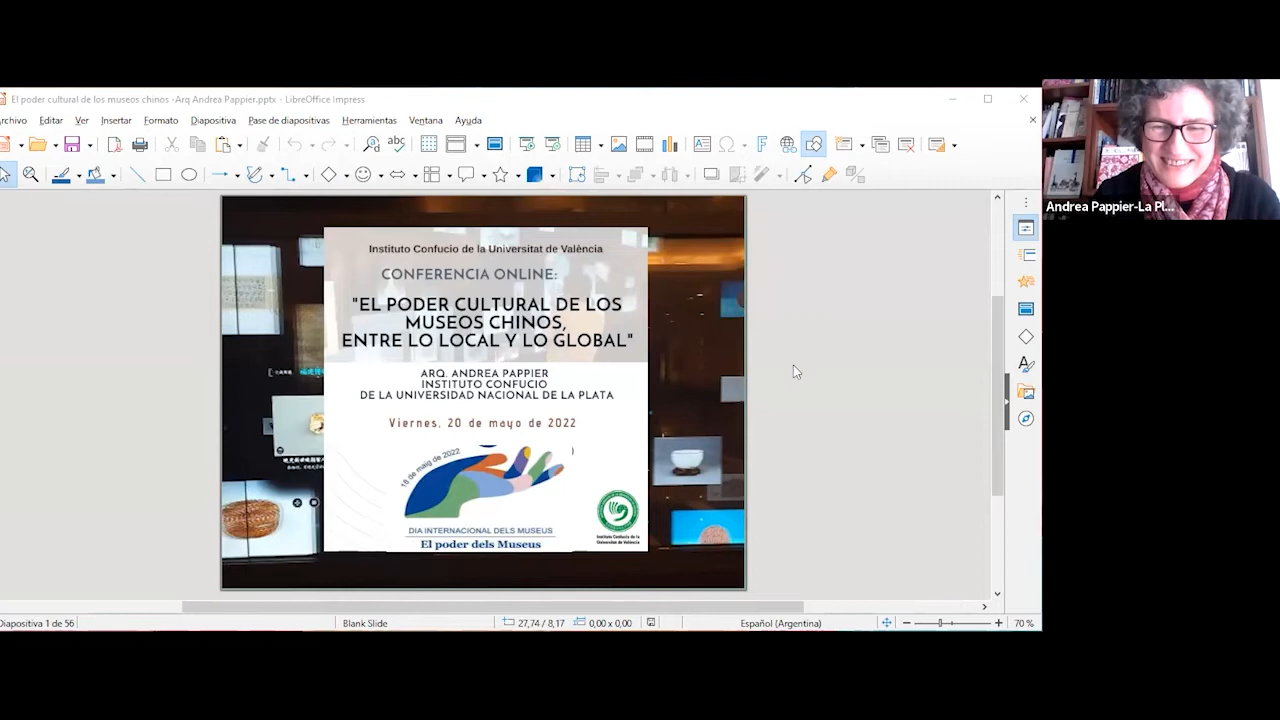 El poder cultural de los museos chinos -Arq Andrea Pappier.pptx - LibreOffice Impress
rchivo Editar Ver Insertar Formato Diapositiva Pase de diapositivas Herramientas Ventana Ayuda
Instituto Confucio de la Universitat de València
CONFERENCIA ONLINE:
"EL PODER CULTURAL DE LOS
MUSEOS CHINOS,
ENTRE LO LOCAL Y LO GLOBAL"
ARQ. ANDREA PAPPIER
INSTITUTO CONFUCIO
DE LA UNIVERSIDAD NACIONAL DE LA PLATA
Viernes, 20 de mayo de 2022
18 de maig de 2022
DIA INTERNACIONAL DELS MUSEUS
El poder dels Museus
Instituto Confucio de la
Universitat de València
Diapositiva 1 de 56
Blank Slide
27,74 / 8,17
0,00 x 0,00
Español (Argentina)
70 %
Andrea Pappier-La Pl...